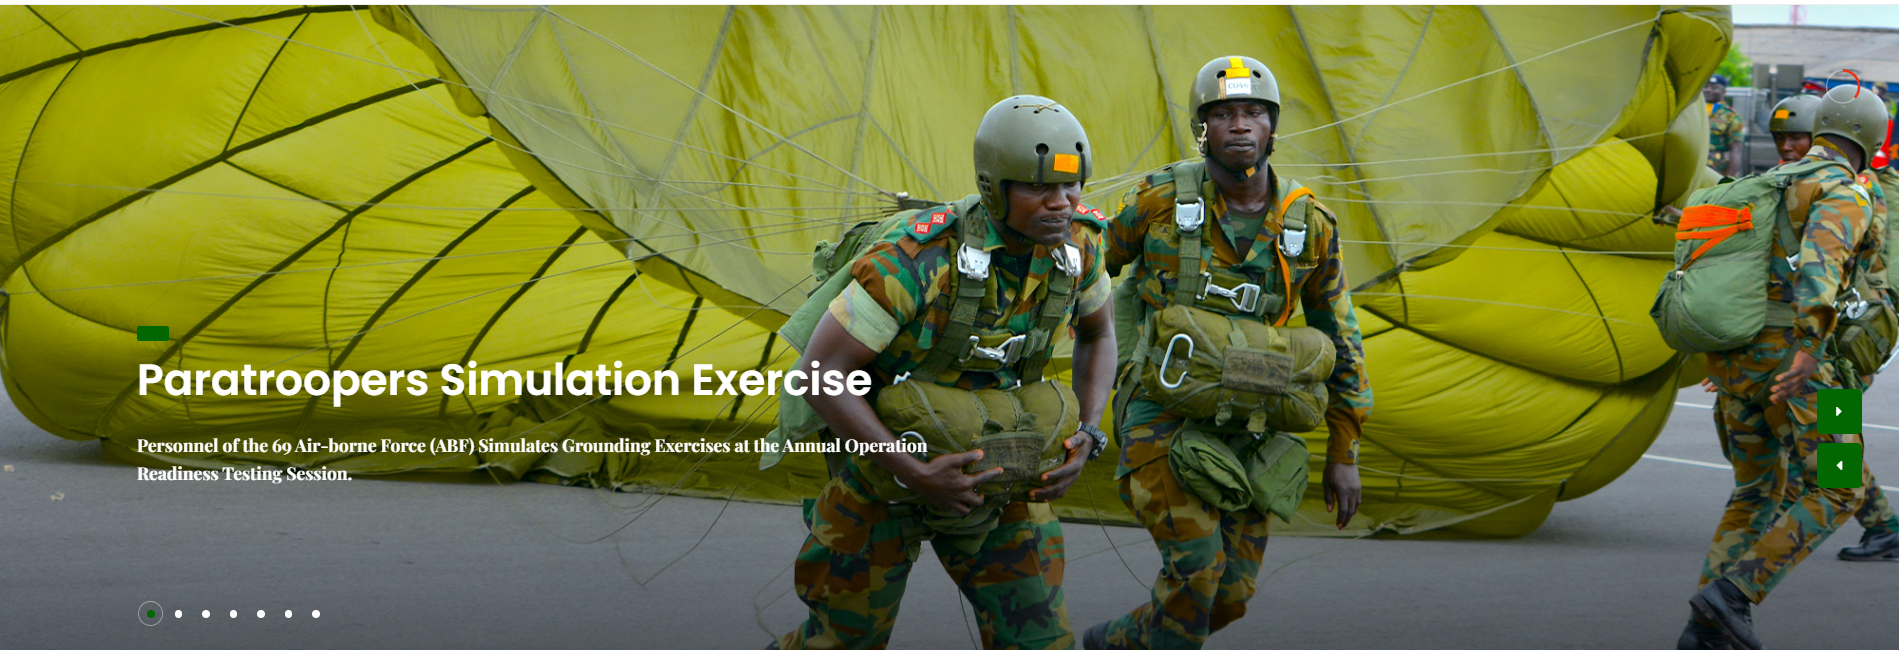 Paratroopers Simulation Exercise
Personnel of the 69 Air-borne Force (ABF) Simulates Grounding Exercises at the Annual Operation
Readiness Testing Session.